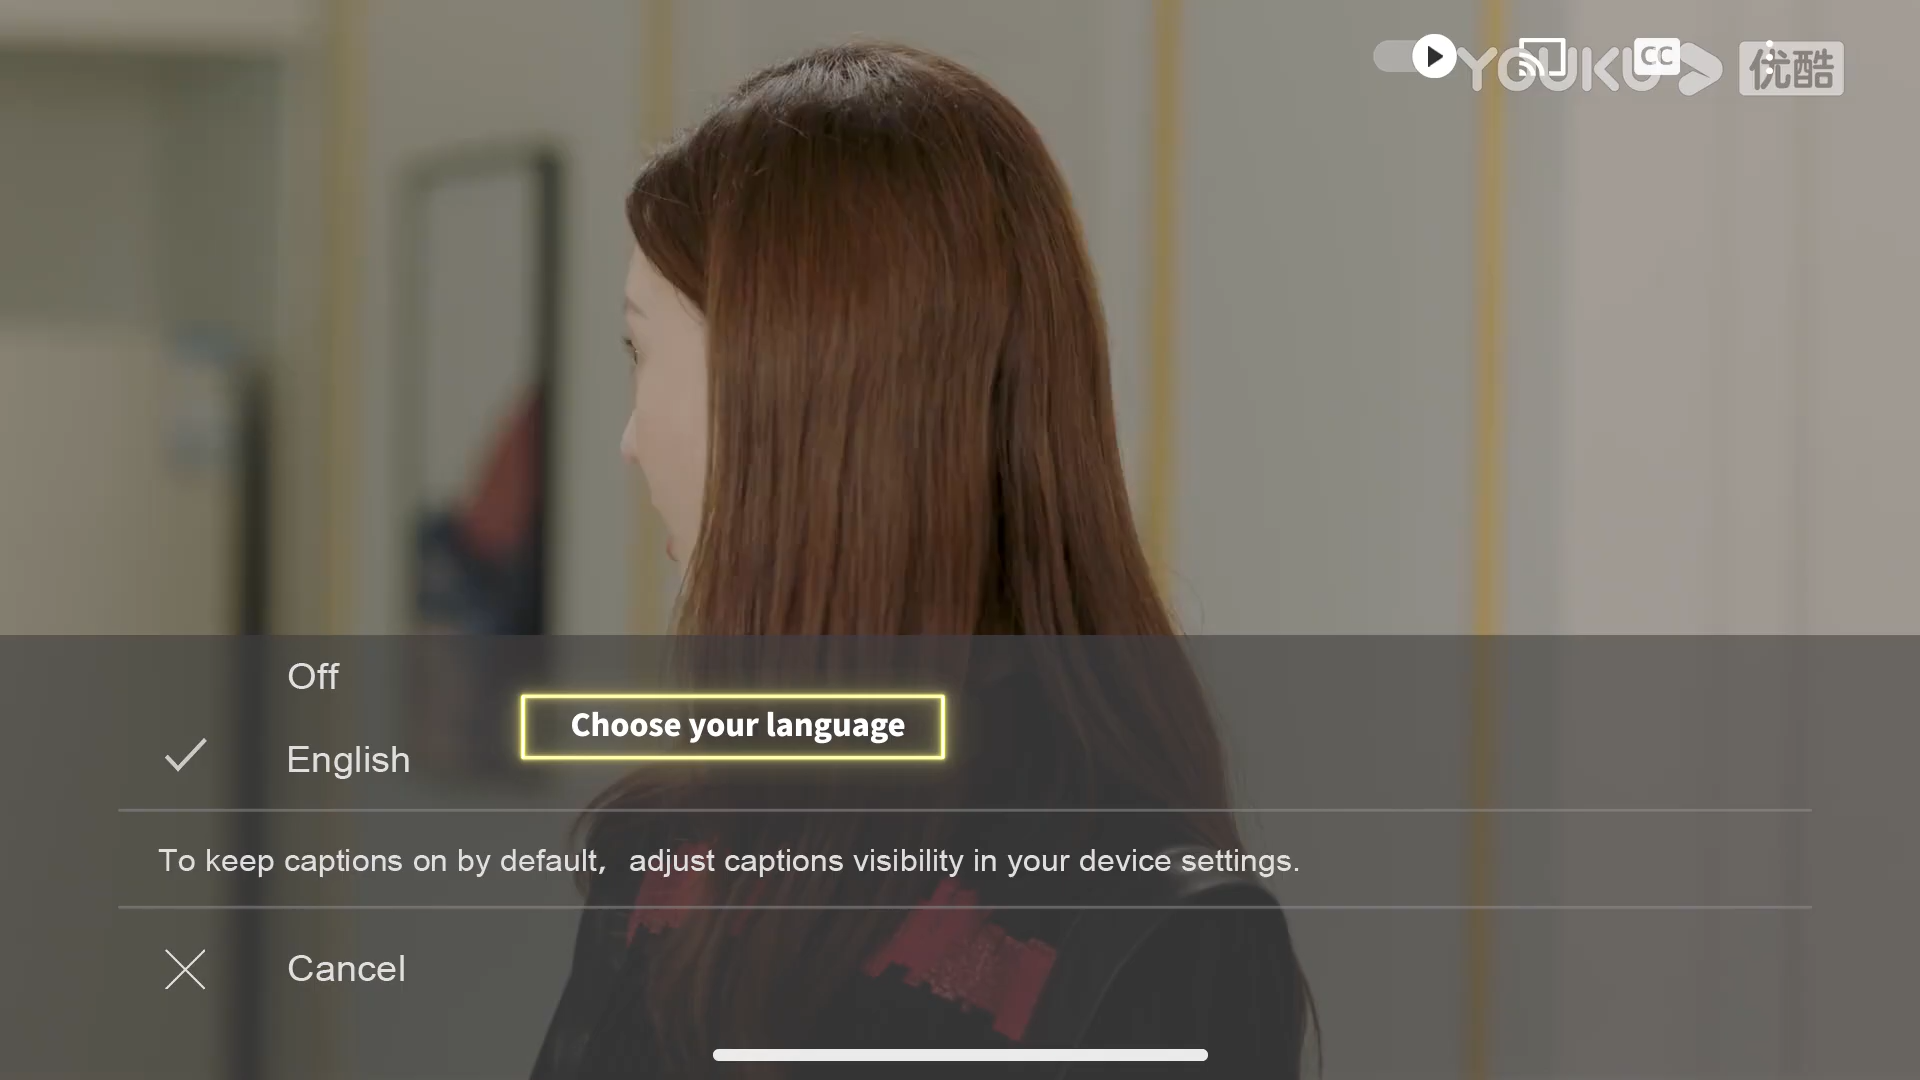 YOUKU 优酷
CC
Off
Choose your language
English
To keep captions on by default, adjust captions visibility in your device settings.
Cancel